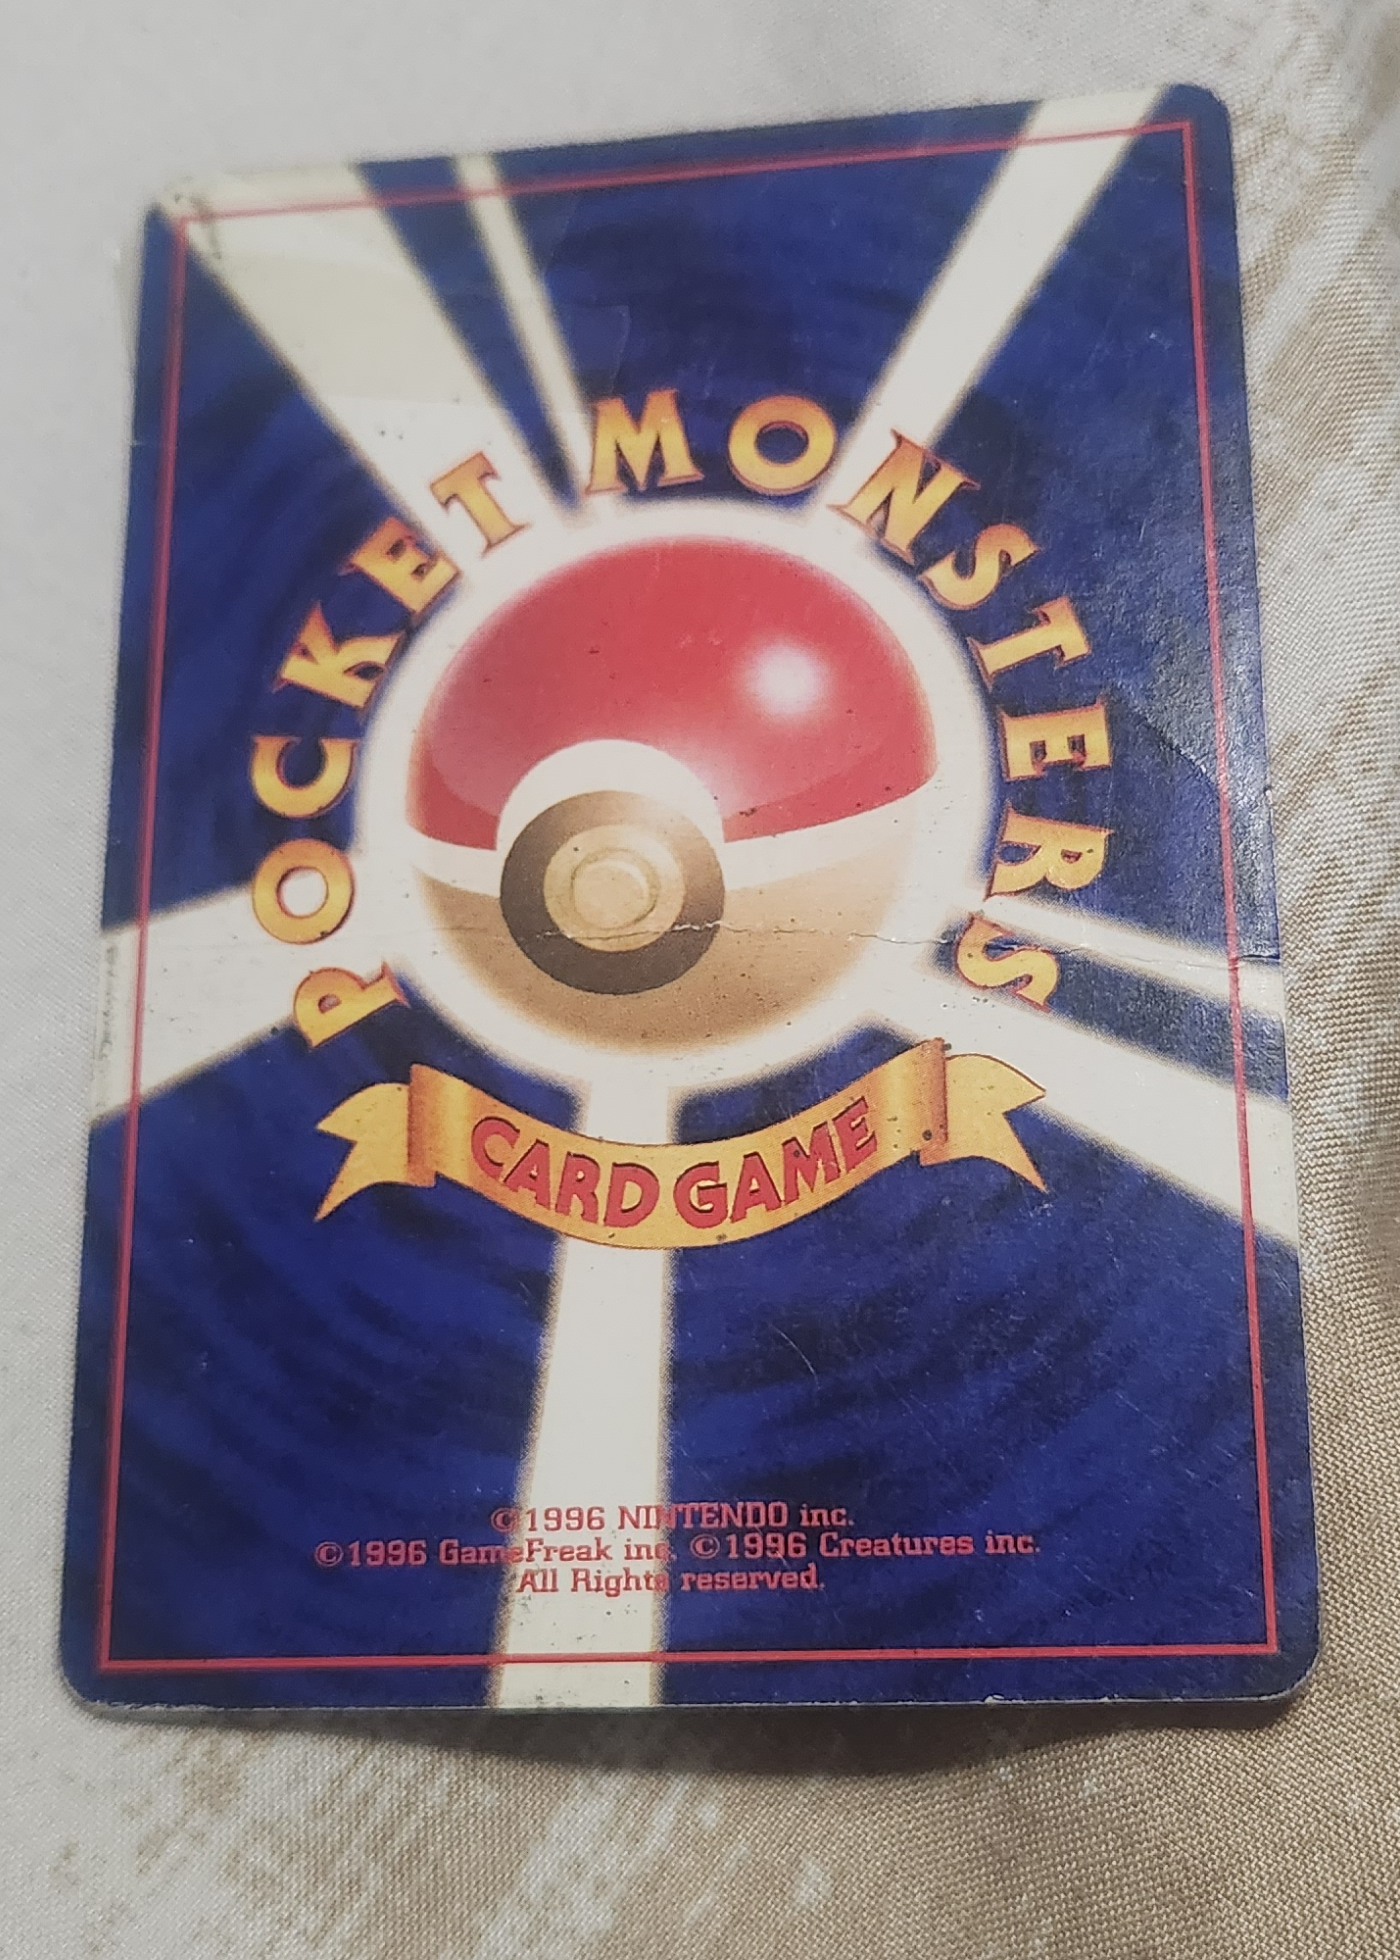 POCKET MONSTERS
CARD GAME
©1996 NINTENDO inc.
©1996 GameFreak inc. ©1996 Creatures inc.
All Rights reserved.